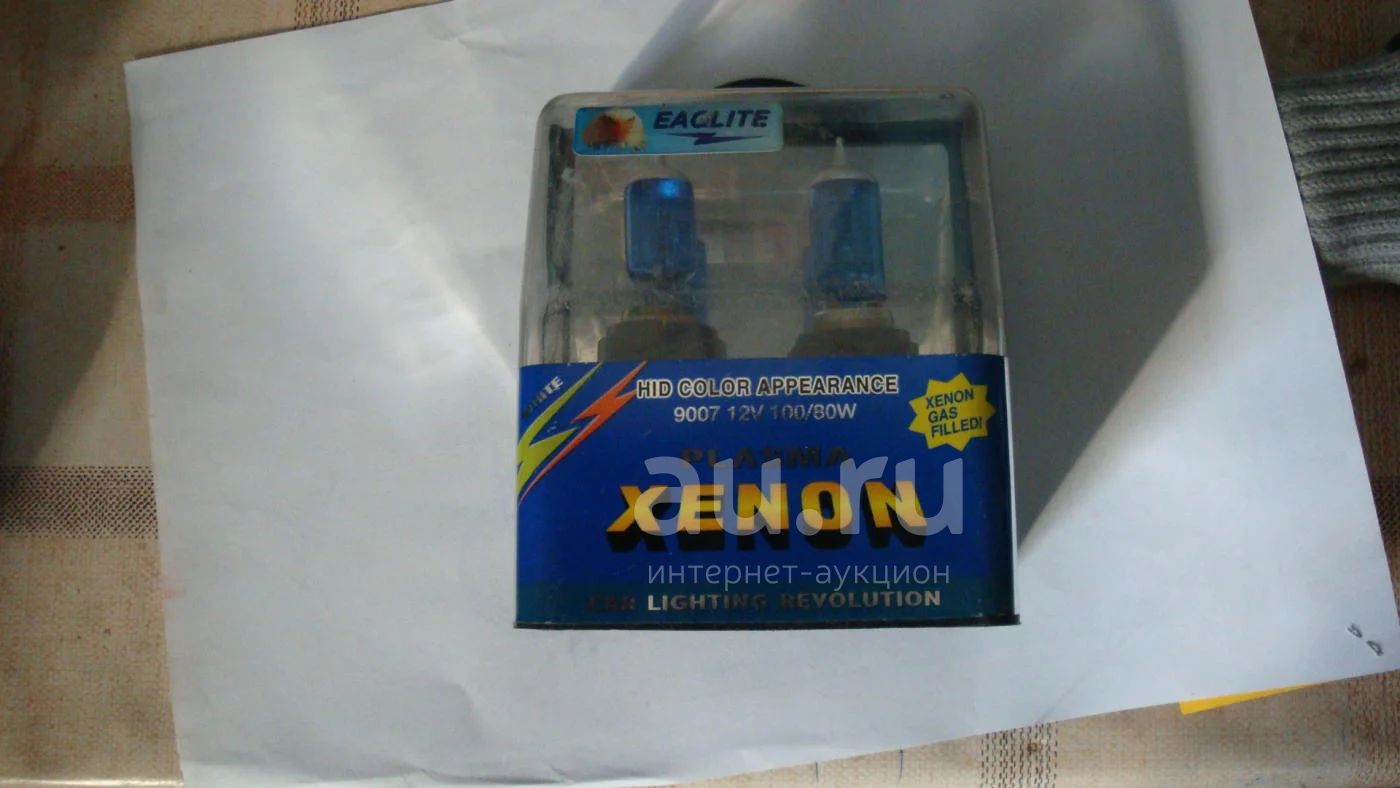 EAGLITE
WHITE
HID COLOR APPEARANCE
9007 12V 100/80W
XENON
GAS
FILLED!
PLASMA
XENON
au.ru
интернет-аукцион
CAR LIGHTING REVOLUTION